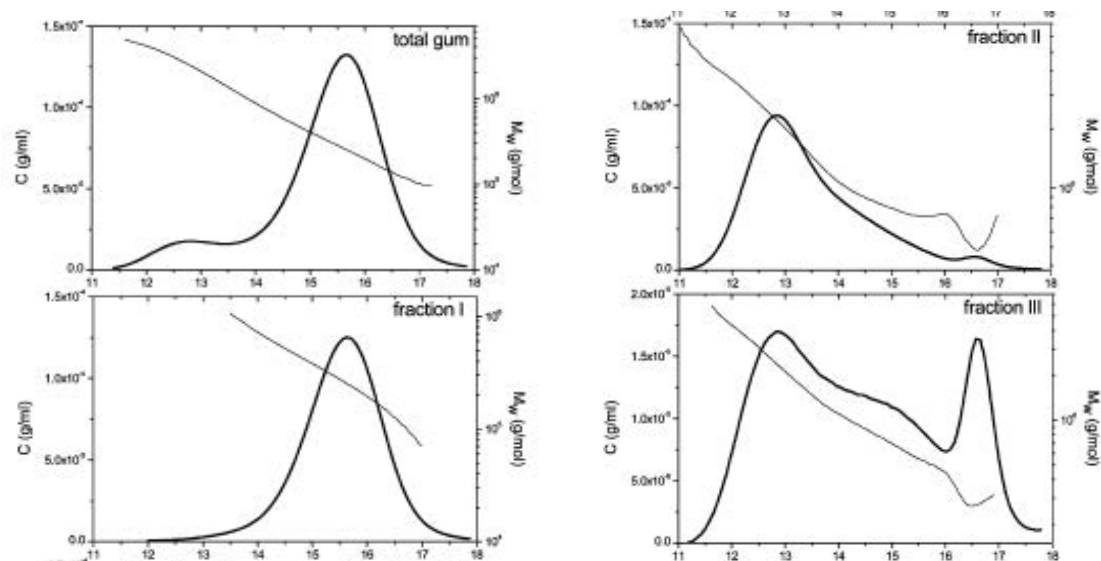 total gum
1.5x10⁻⁴
1.0x10⁻⁴
5.0x10⁻⁵
0.0
C (g/ml)
10⁶
10⁵
10⁴
M_w (g/mol)
11 12 13 14 15 16 17 18
fraction I
1.5x10⁻⁴
1.0x10⁻⁴
5.0x10⁻⁵
0.0
C (g/ml)
10⁶
10⁵
10⁴
M_w (g/mol)
11 12 13 14 15 16 17 18
11 12 13 14 15 16 17 18
fraction II
1.5x10⁻⁴
1.0x10⁻⁴
5.0x10⁻⁵
0.0
C (g/ml)
10⁶
M_w (g/mol)
11 12 13 14 15 16 17 18
fraction III
2.0x10⁻⁵
1.5x10⁻⁵
1.0x10⁻⁵
5.0x10⁻⁶
0.0
C (g/ml)
10⁶
M_w (g/mol)
11 12 13 14 15 16 17 18